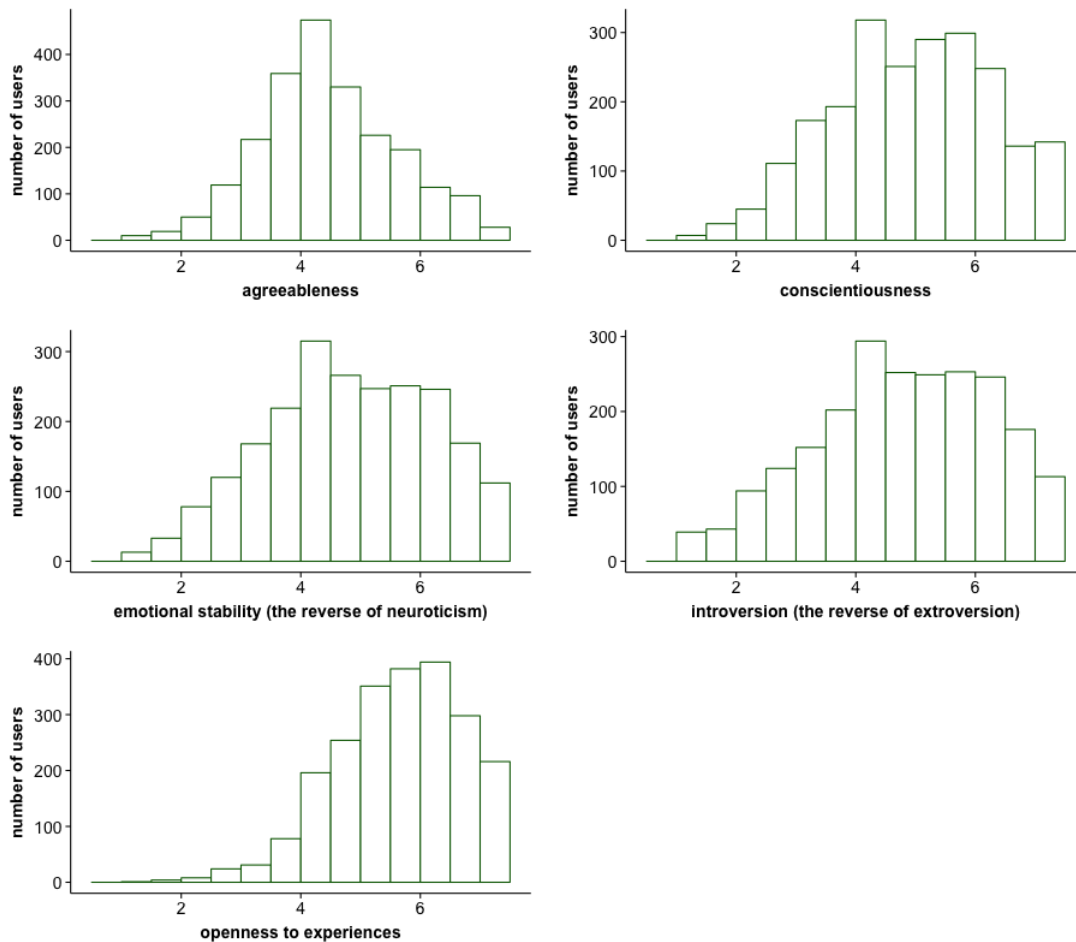 number of users
400
300
200
100
0
2 4 6
agreeableness
number of users
300
200
100
0
2 4 6
conscientiousness
number of users
300
200
100
0
2 4 6
emotional stability (the reverse of neuroticism)
number of users
300
200
100
0
2 4 6
introversion (the reverse of extroversion)
number of users
400
300
200
100
0
2 4 6
openness to experiences